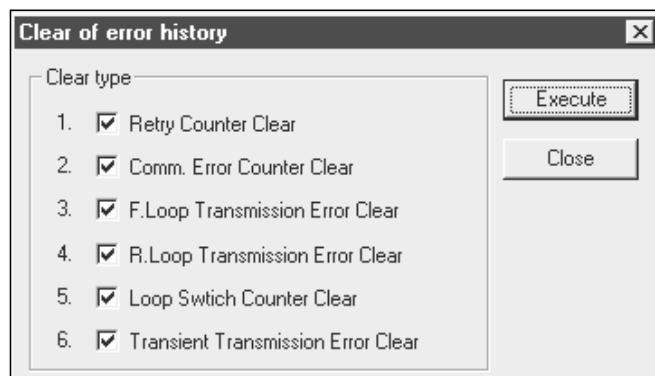 Clear of error history
Clear type
1. Retry Counter Clear
2. Comm. Error Counter Clear
3. F.Loop Transmission Error Clear
4. R.Loop Transmission Error Clear
5. Loop Swtich Counter Clear
6. Transient Transmission Error Clear
Execute
Close